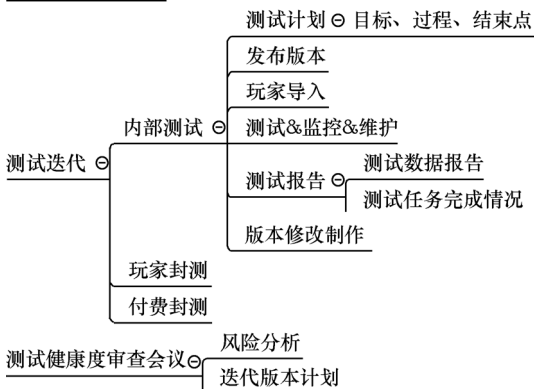 测试计划 目标、过程、结束点
发布版本
玩家导入
内部测试 测试&监控&维护
测试迭代
测试报告 测试数据报告
测试任务完成情况
版本修改制作
玩家封测
付费封测
测试健康度审查会议 风险分析
迭代版本计划